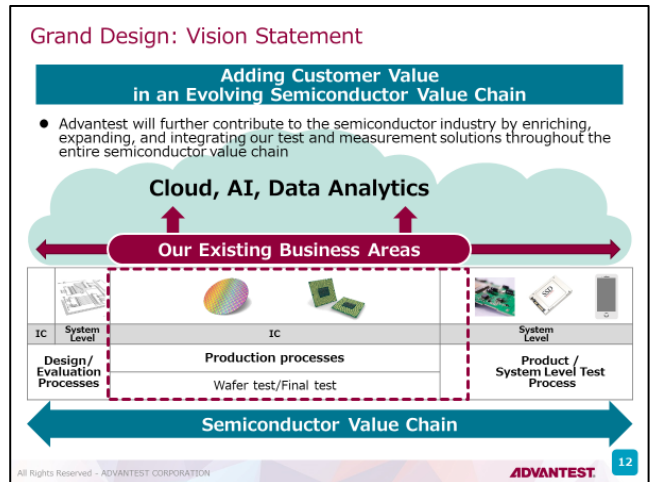 Grand Design: Vision Statement
Adding Customer Value
in an Evolving Semiconductor Value Chain
● Advantest will further contribute to the semiconductor industry by enriching,
expanding, and integrating our test and measurement solutions throughout the
entire semiconductor value chain
Cloud, AI, Data Analytics
Our Existing Business Areas
SSD
IC
System
Level
IC
System
Level
Design/
Evaluation
Processes
Production processes
Wafer test/Final test
Product /
System Level Test
Process
Semiconductor Value Chain
All Rights Reserved - ADVANTEST CORPORATION
ADVANTEST.
12